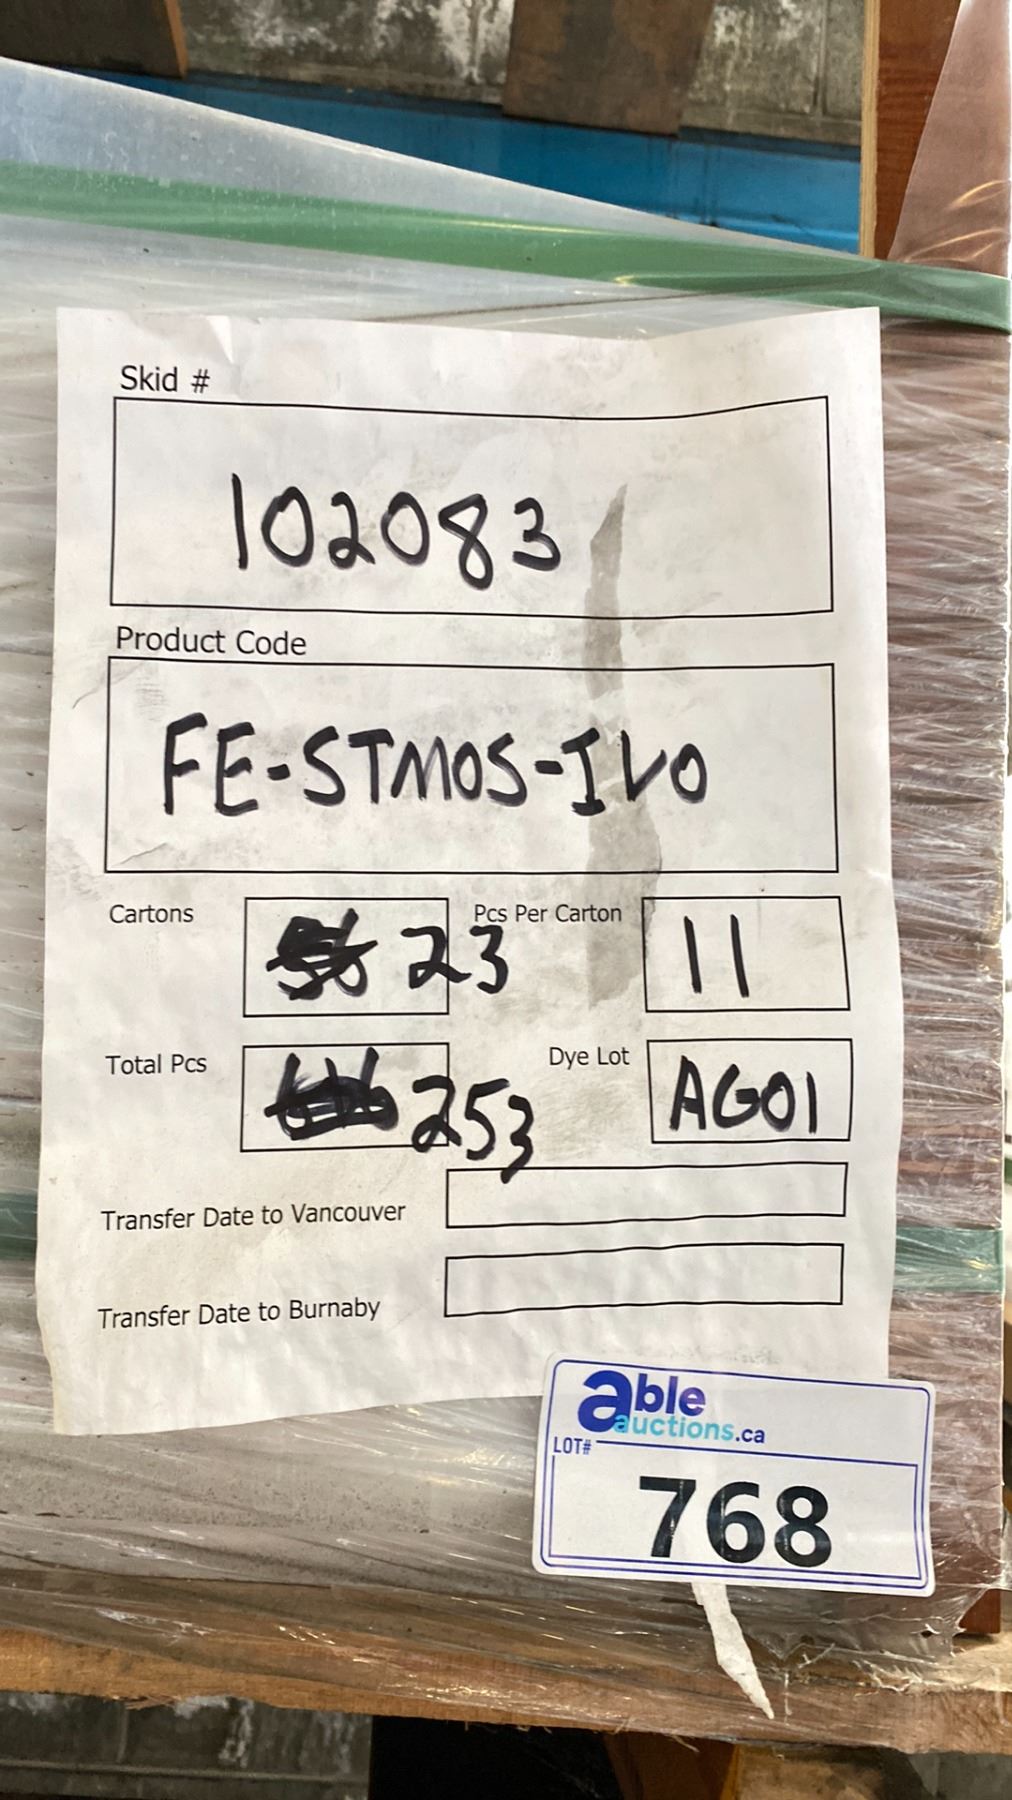 Skid #
102083
Product Code
FE-STMOS-IVO
Cartons 23 Pcs Per Carton 11
Total Pcs 253 Dye Lot AG01
Transfer Date to Vancouver
Transfer Date to Burnaby
able
auctions.ca
LOT#
768